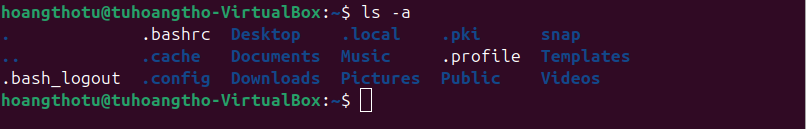 hoangthotu@tuhoangtho-VirtualBox:~$ ls -a
. .bashrc Desktop .local .pki snap
.. .cache Documents Music .profile Templates
.bash_logout .config Downloads Pictures Public Videos
hoangthotu@tuhoangtho-VirtualBox:~$